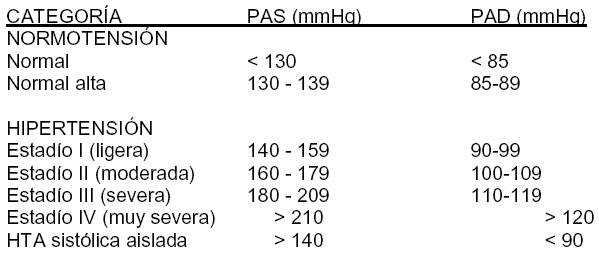 CATEGORÍA PAS (mmHg) PAD (mmHg)
NORMOTENSIÓN
Normal < 130 < 85
Normal alta 130 - 139 85-89
HIPERTENSIÓN
Estadío I (ligera) 140 - 159 90-99
Estadío II (moderada) 160 - 179 100-109
Estadío III (severa) 180 - 209 110-119
Estadío IV (muy severa) > 210 > 120
HTA sistólica aislada > 140 < 90